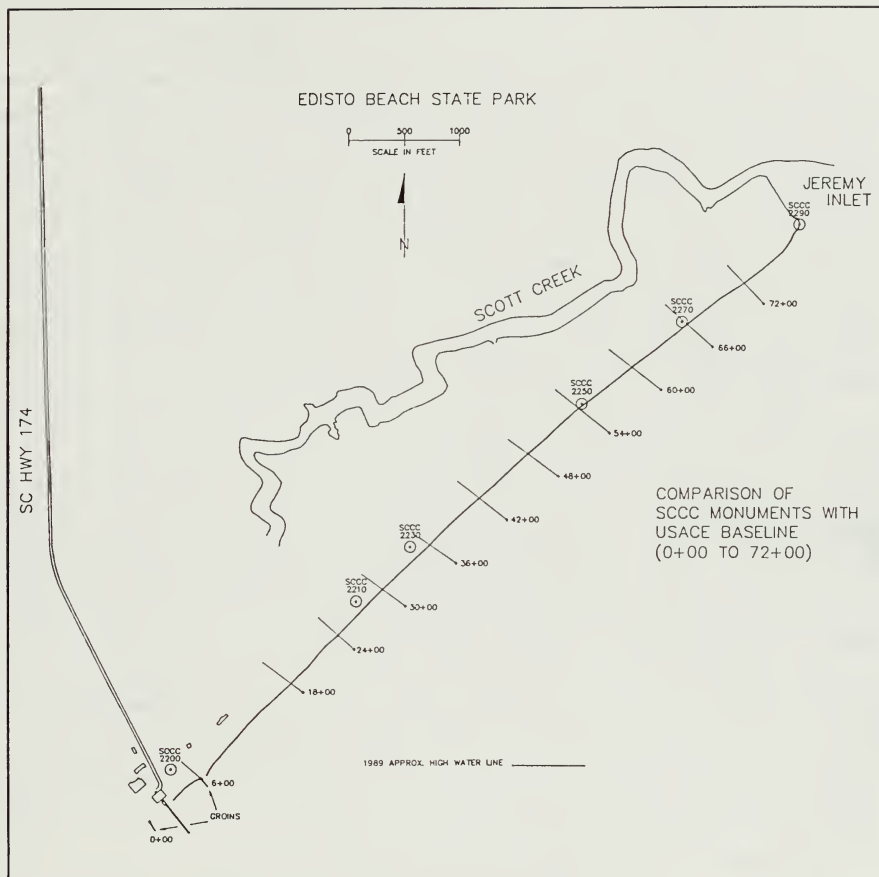 EDISTO BEACH STATE PARK
0 500 1000
SCALE IN FEET
N
JEREMY
INLET
SCCC
2290
SCOTT CREEK
72+00
SCCC
2270
66+00
60+00
SCCC
2250
54+00
SC HWY 174
48+00
COMPARISON OF
SCCC MONUMENTS WITH
USACE BASELINE
(0+00 TO 72+00)
42+00
SCCC
2230
36+00
SCCC
2210
30+00
24+00
18+00
SCCC
2200
1989 APPROX. HIGH WATER LINE
6+00
GROINS
0+00